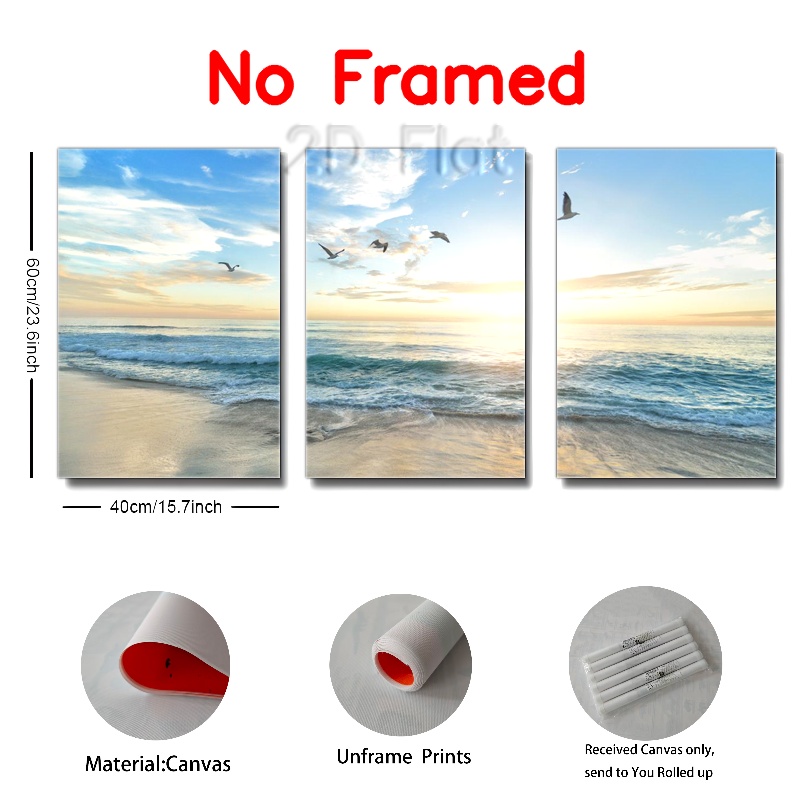 No Framed
2D Flat
60cm/23.6inch
40cm/15.7inch
Material:Canvas
Unframe Prints
Received Canvas only,
send to You Rolled up